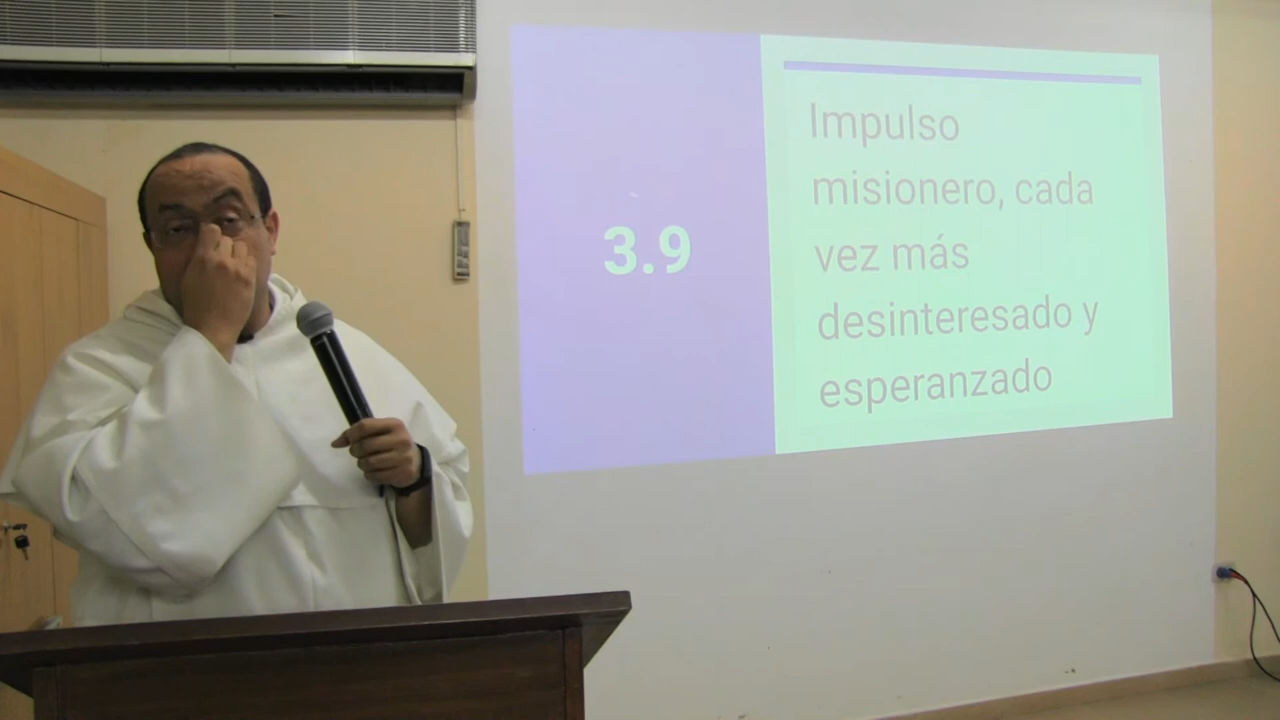 3.9
Impulso
misionero, cada
vez más
desinteresado y
esperanzado